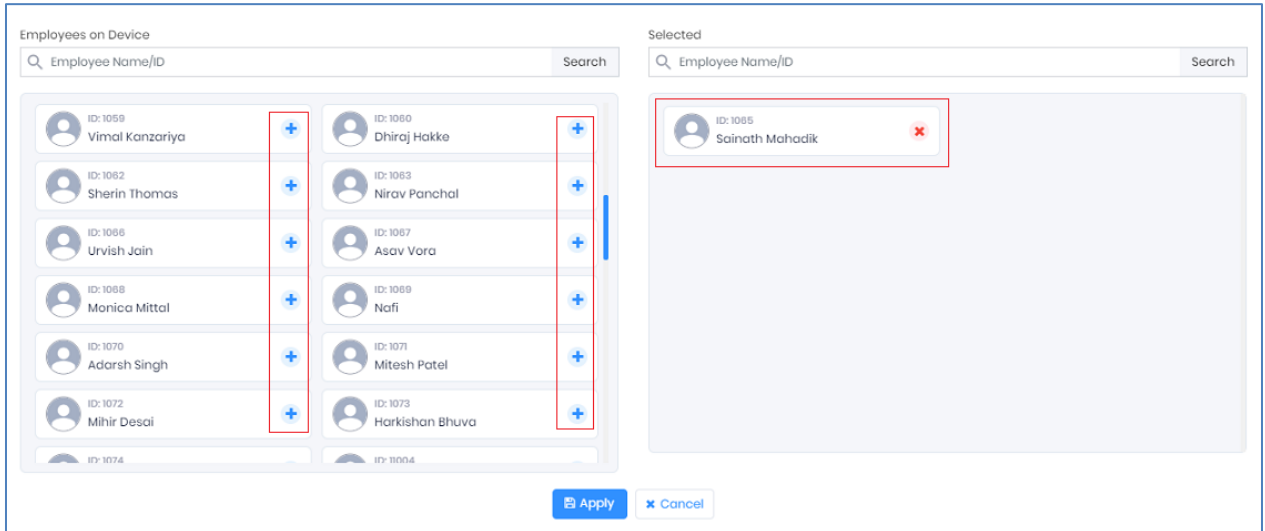 Employees on Device
Employee Name/ID Search
ID: 1059
Vimal Kanzariya
ID: 1060
Dhiraj Hakke
ID: 1062
Sherin Thomas
ID: 1063
Nirav Panchal
ID: 1066
Urvish Jain
ID: 1067
Asav Vora
ID: 1068
Monica Mittal
ID: 1069
Nafi
ID: 1070
Adarsh Singh
ID: 1071
Mitesh Patel
ID: 1072
Mihir Desai
ID: 1073
Harkishan Bhuva
ID: 1074
ID: 11004
Selected
Employee Name/ID Search
ID: 1065
Sainath Mahadik
Apply
Cancel